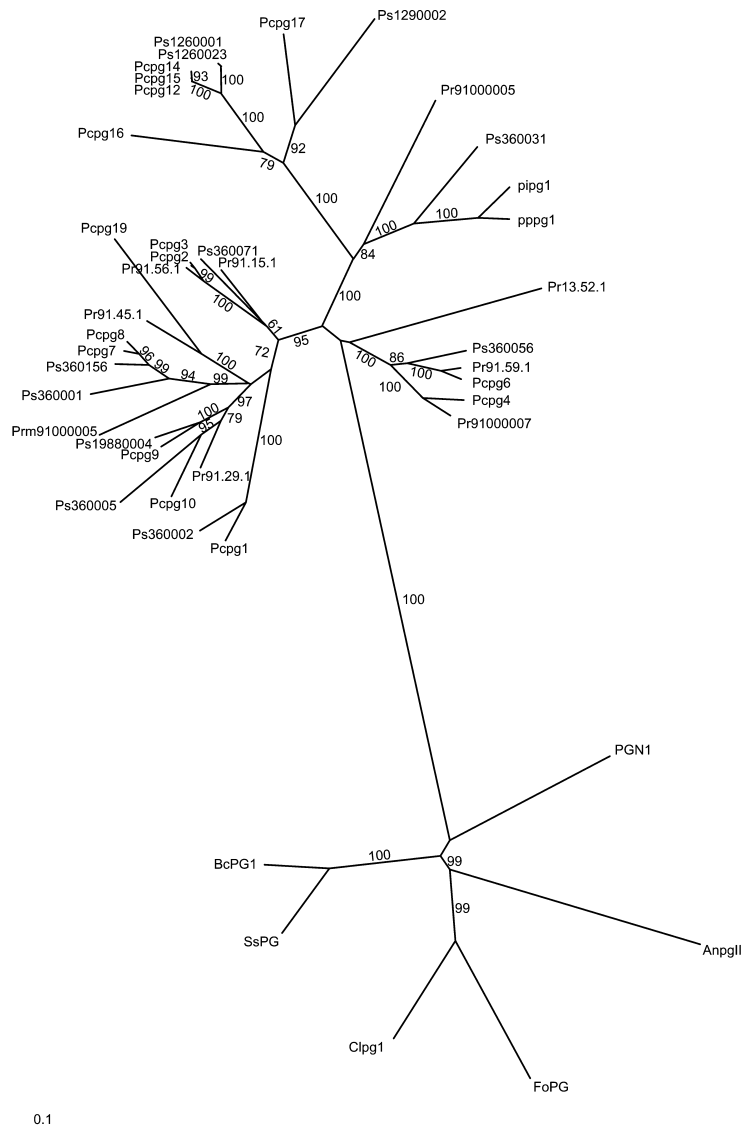 Ps1290002
Pcpg17
Ps1260001
Ps1260023
Pcpg14
Pcpg15
Pcpg12
93
100
100
100
Pr91000005
Pcpg16
79
92
Ps360031
100
pipg1
pppg1
100
100
84
Pcpg19
Pcpg3
Pcpg2
Pr91.56.1
99
Ps360071
Pr91.15.1
100
100
Pr13.52.1
Pr91.45.1
61
95
72
Pcpg8
Pcpg7
Ps360156
96
99
94
99
100
Ps360001
Prm91000005
Ps19880004
Pcpg9
100
95
97
79
86
100
100
100
Ps360056
Pr91.59.1
Pcpg6
Pcpg4
Pr91000007
100
Pr91.29.1
Pcpg10
Ps360005
Ps360002
Pcpg1
100
PGN1
BcPG1
100
99
SsPG
99
AnpgII
Clpg1
FoPG
0.1